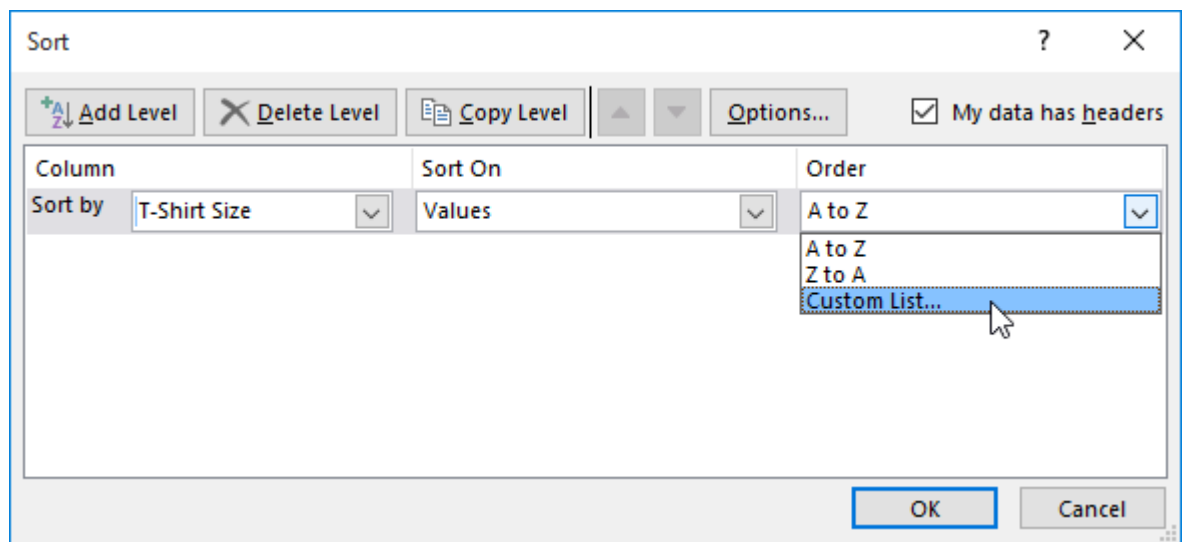 Sort ?
Add Level Delete Level Copy Level Options... My data has headers
Column Sort On Order
Sort by T-Shirt Size Values A to Z
A to Z
Z to A
Custom List...
OK Cancel